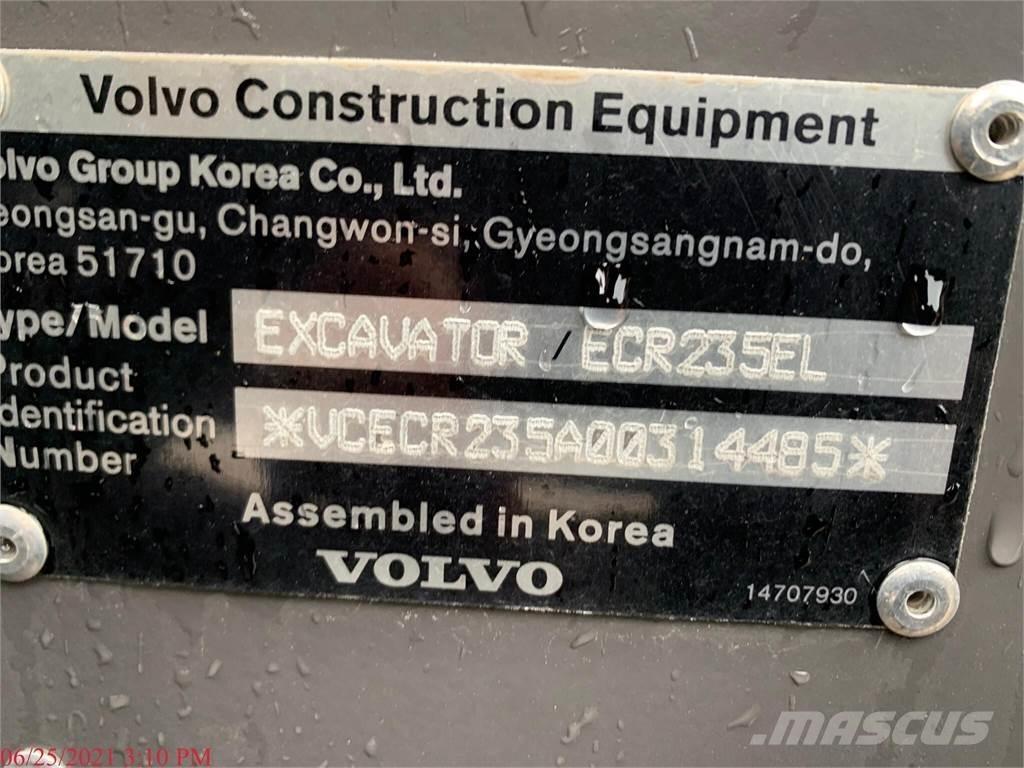 Volvo Construction Equipment
olvo Group Korea Co., Ltd.
eongsan-gu, Changwon-si, Gyeongsangnam-do,
orea 51710
ype/Model EXCAVATOR / ECR235EL
Product
dentification *VCECR235A00314485*
Number
Assembled in Korea
VOLVO
14707930
MASCUS
06/25/2021 3:10 PM